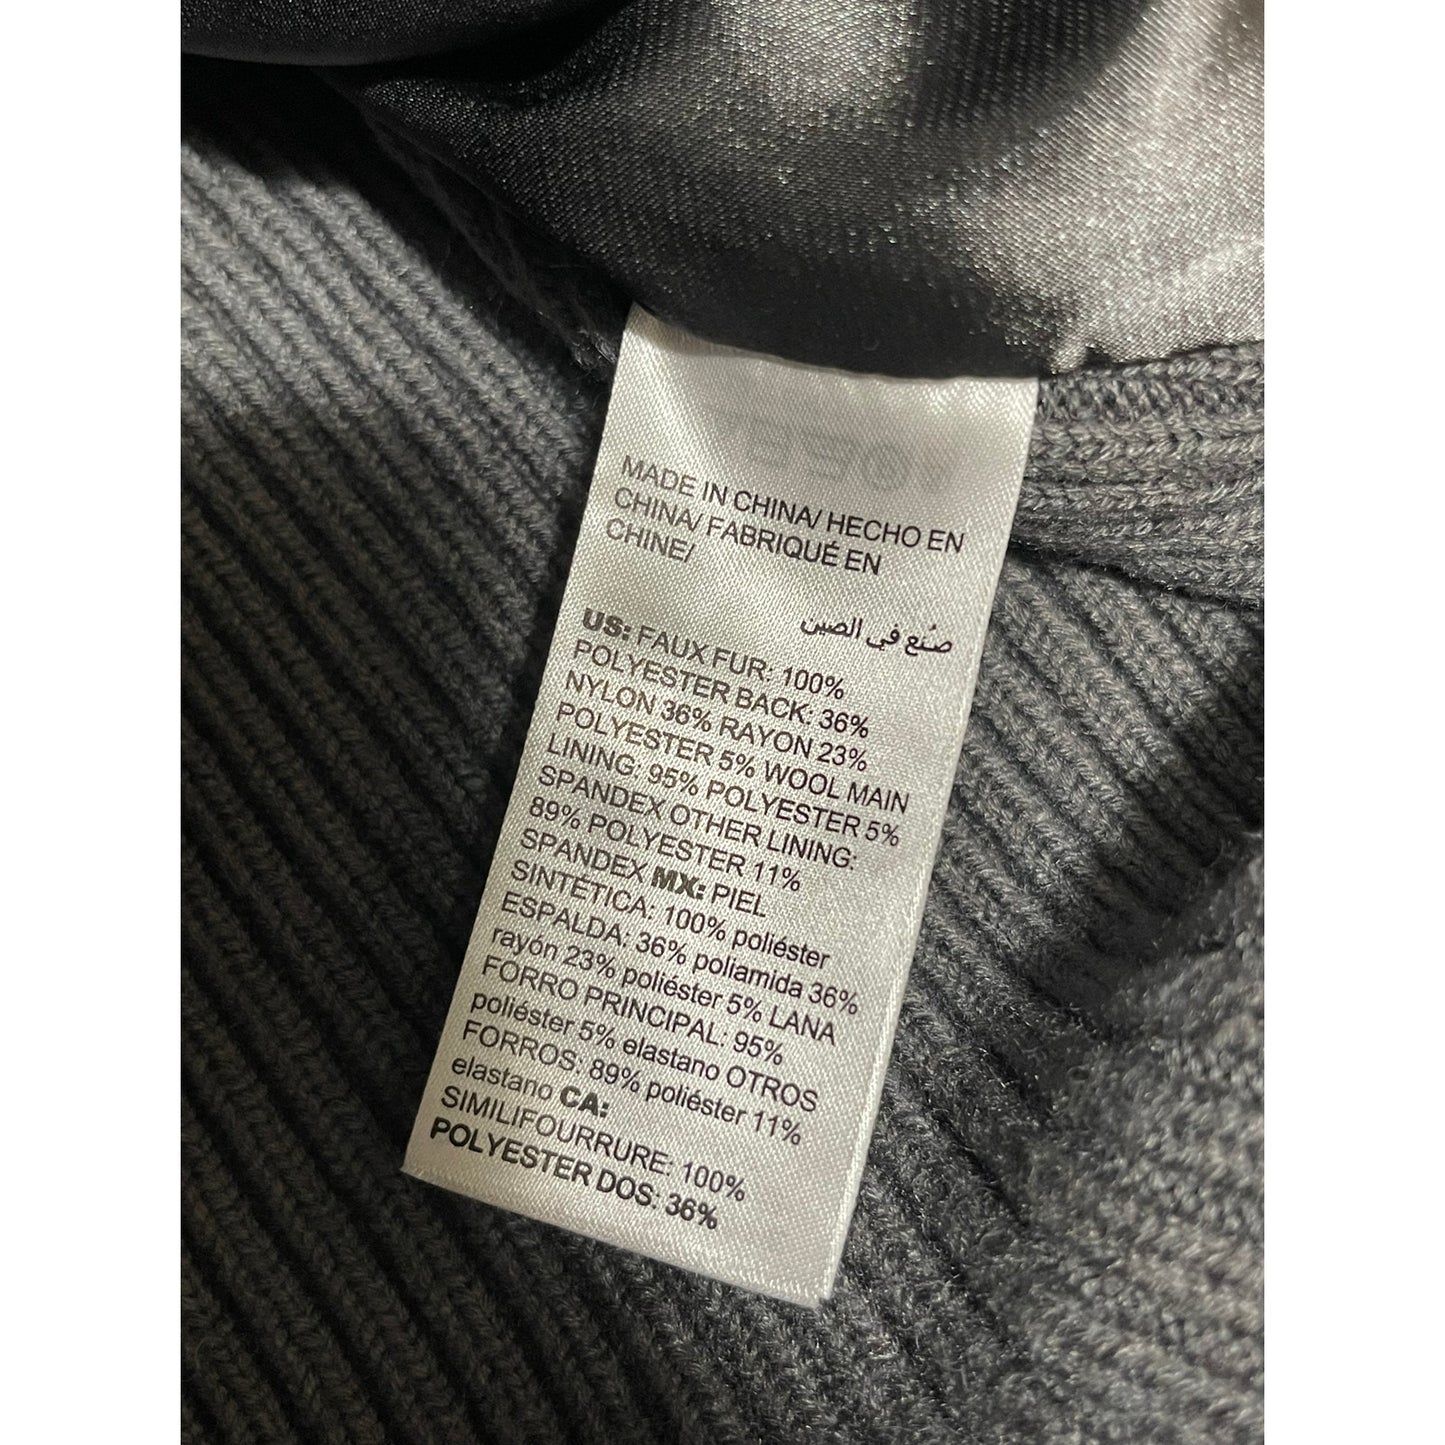 MADE IN CHINA/ HECHO EN
CHINA/ FABRIQUÉ EN
CHINE/
صُنع في الصين
US: FAUX FUR: 100%
POLYESTER BACK: 36%
NYLON 36% RAYON 23%
POLYESTER 5% WOOL MAIN
LINING: 95% POLYESTER 5%
SPANDEX OTHER LINING:
89% POLYESTER 11%
SPANDEX MX: PIEL
SINTÉTICA: 100% poliéster
ESPALDA: 36% poliamida 36%
rayón 23% poliéster 5% LANA
FORRO PRINCIPAL: 95%
poliéster 5% elastano OTROS
FORROS: 89% poliéster 11%
elastano CA:
SIMILIFOURRURE: 100%
POLYESTER DOS: 36%